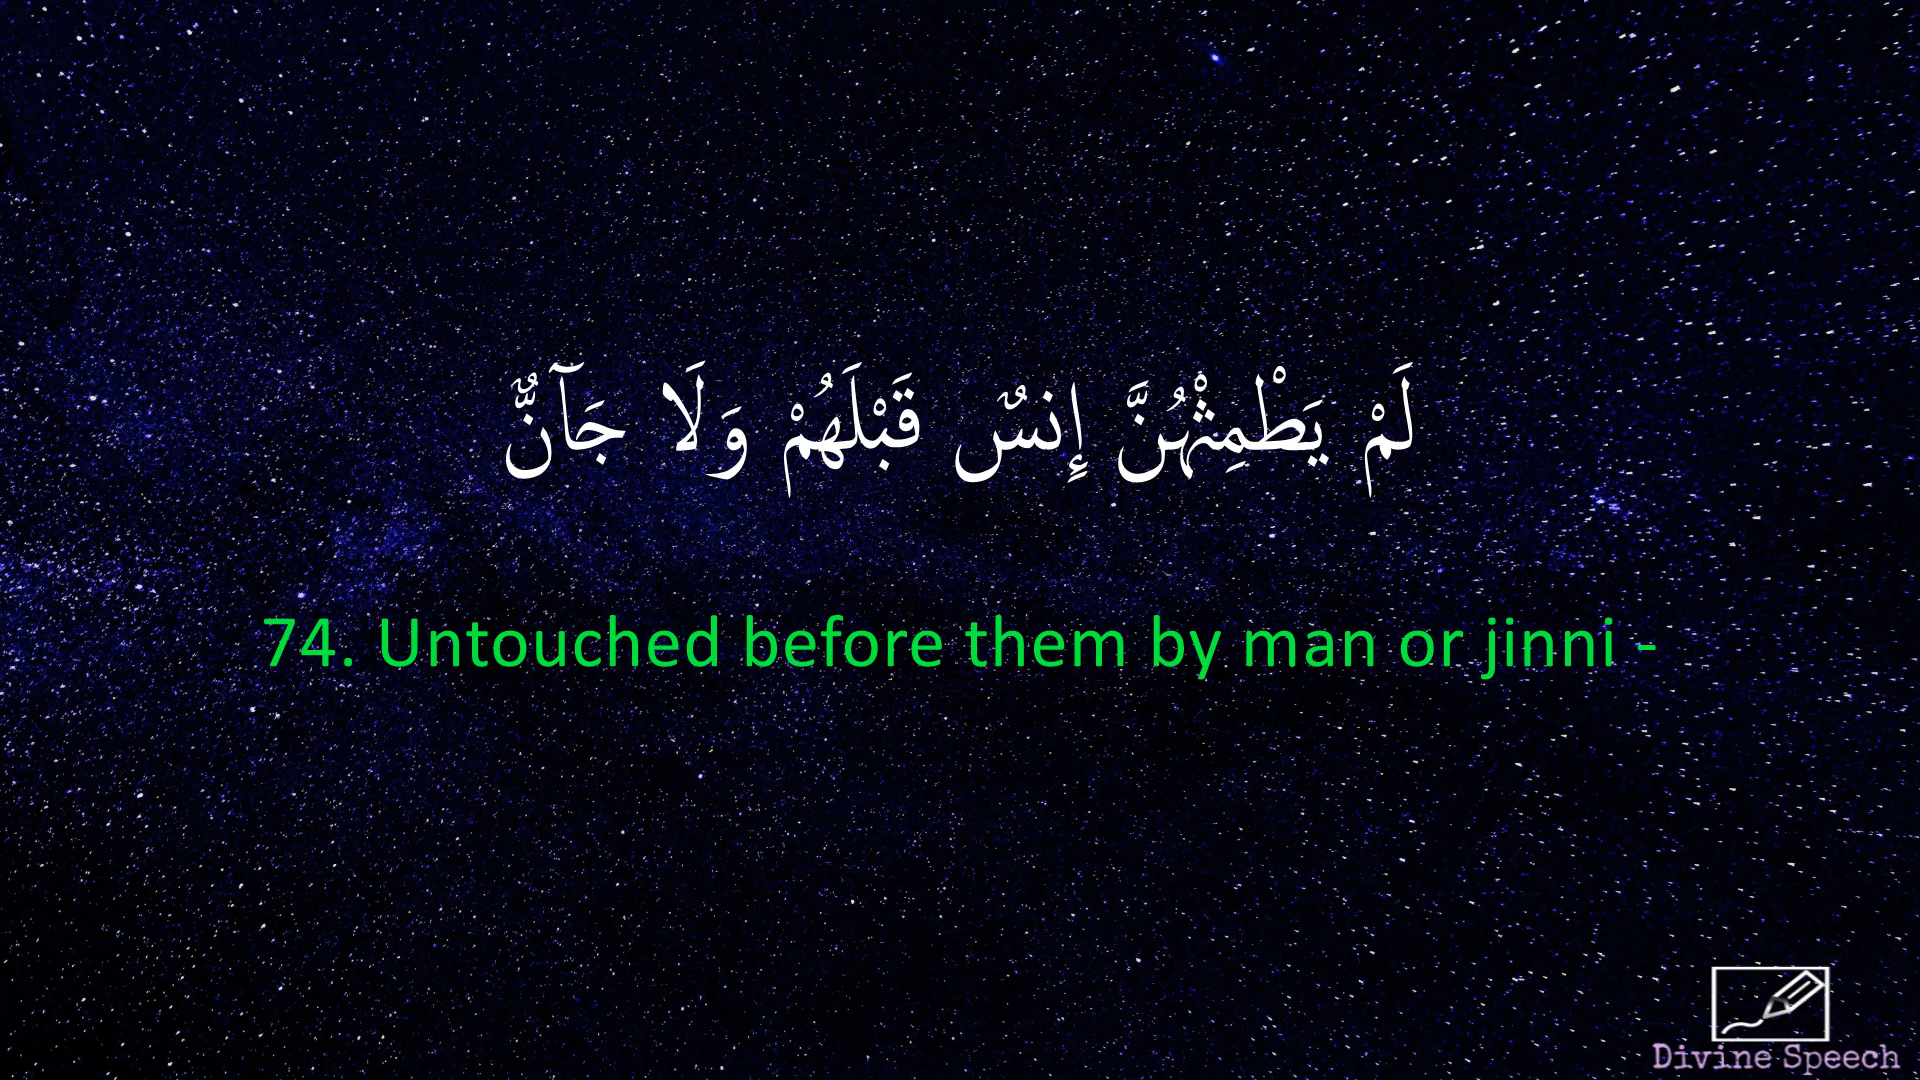 لَمْ يَطْمِثْهُنَّ إِنسٌ قَبْلَهُمْ وَلَا جَآنٌّ
74. Untouched before them by man or jinni -
Divine Speech